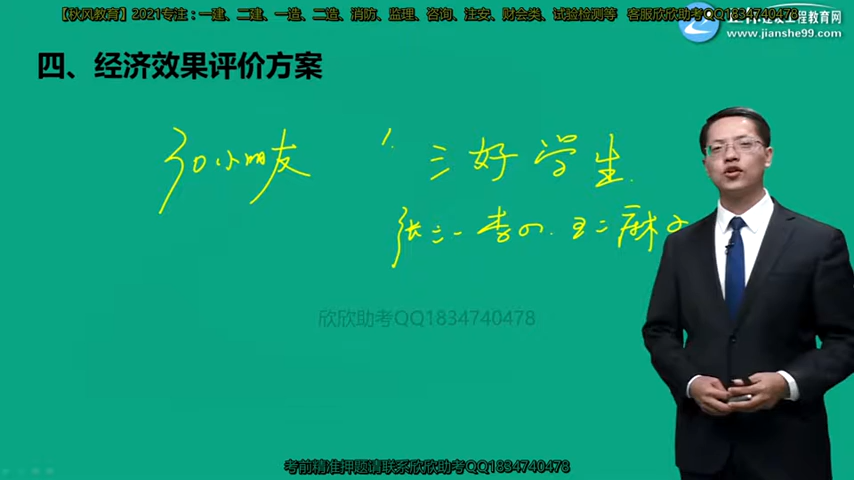 【秋风教育】2021专注：一建、二建、一造、二造、消防、监理、咨询、注安、财会类、试验检测等 客服欣欣助考QQ1834740478
工程教育网
www.jianshe99.com
四、经济效果评价方案
30小朋友 1. 三好学生.
张三 李四. 王二 麻子
欣欣助考QQ1834740478
考前精准押题请联系欣欣助考QQ1834740478